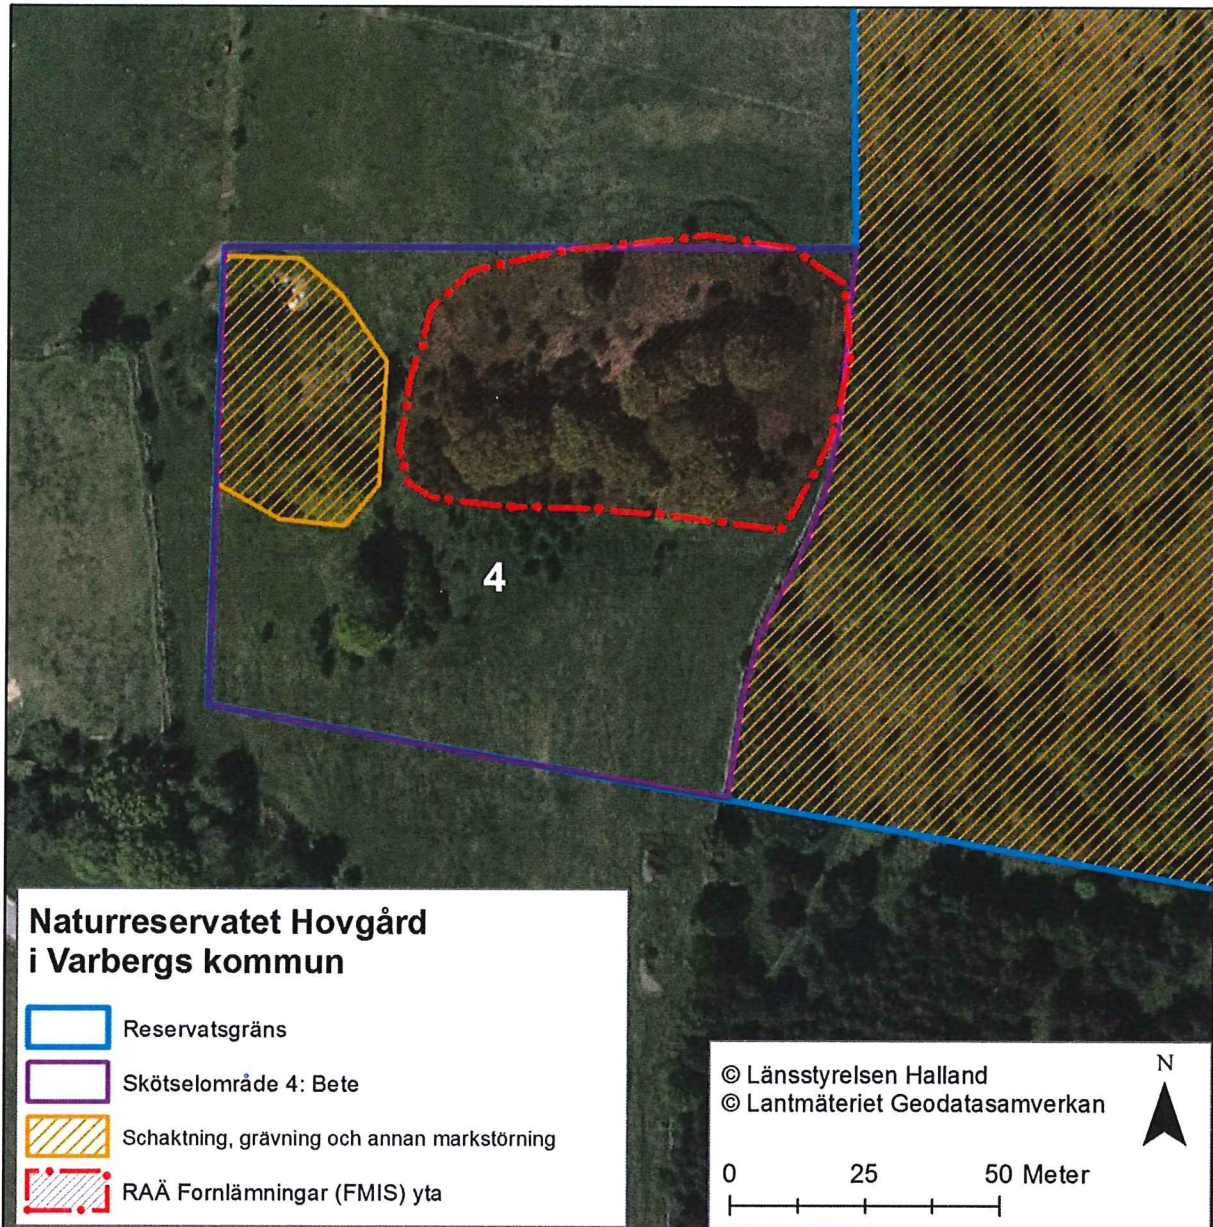 4
Naturreservatet Hovgård
i Varbergs kommun
Reservatsgräns
Skötselområde 4: Bete
Schaktning, grävning och annan markstörning
RAÄ Fornlämningar (FMIS) yta
© Länsstyrelsen Halland
© Lantmäteriet Geodatasamverkan
N
0 25 50 Meter